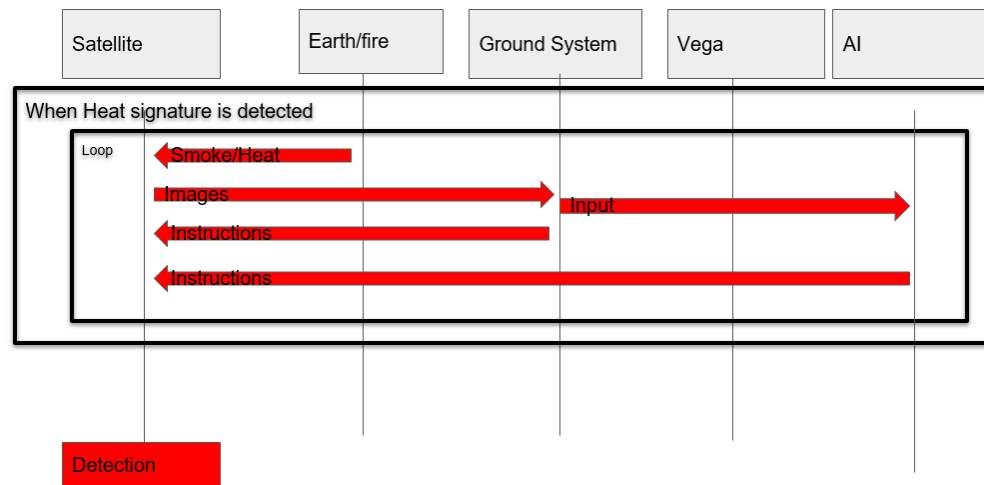 Satellite
Earth/fire
Ground System
Vega
AI
When Heat signature is detected
Loop
Smoke/Heat
Images
Input
Instructions
Instructions
Detection